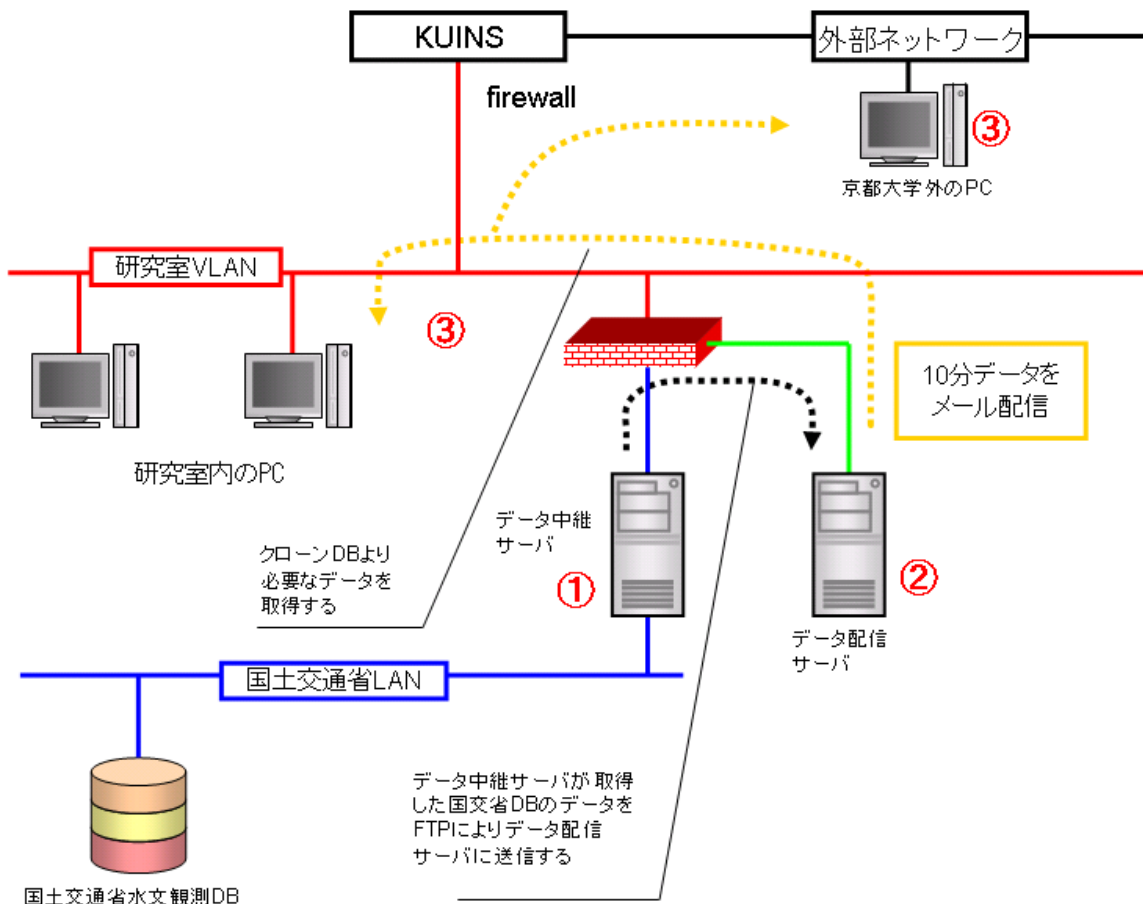 KUINS
外部ネットワーク
firewall
③
京都大学外のPC
研究室VLAN
③
10分データを
メール配信
研究室内のPC
データ中継
サーバ
①
②
クローンDBより
必要なデータを
取得する
データ配信
サーバ
国土交通省LAN
データ中継サーバが取得
した国交省DBのデータを
FTPによりデータ配信
サーバに送信する
国土交通省水文観測DB